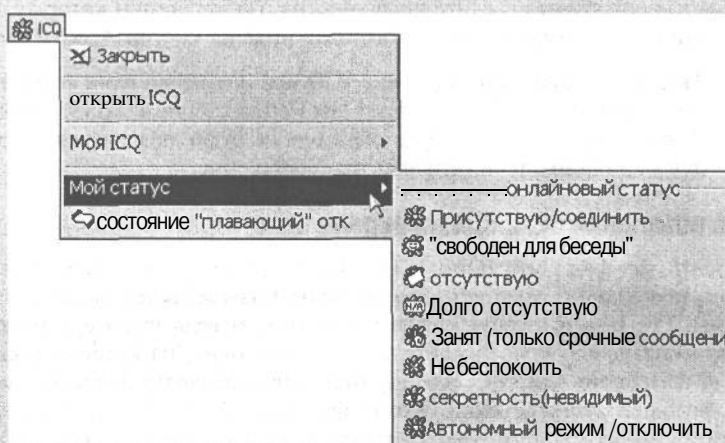 ICQ
Закрыть
открыть ICQ
Моя ICQ
Мой статус
состояние "плавающий" отк
онлайновый статус
Присутствую/соединить
"свободен для беседы"
отсутствую
N/A Долго отсутствую
Занят (только срочные сообщени
Не беспокоить
секретность(невидимый)
Автономный режим /отключить